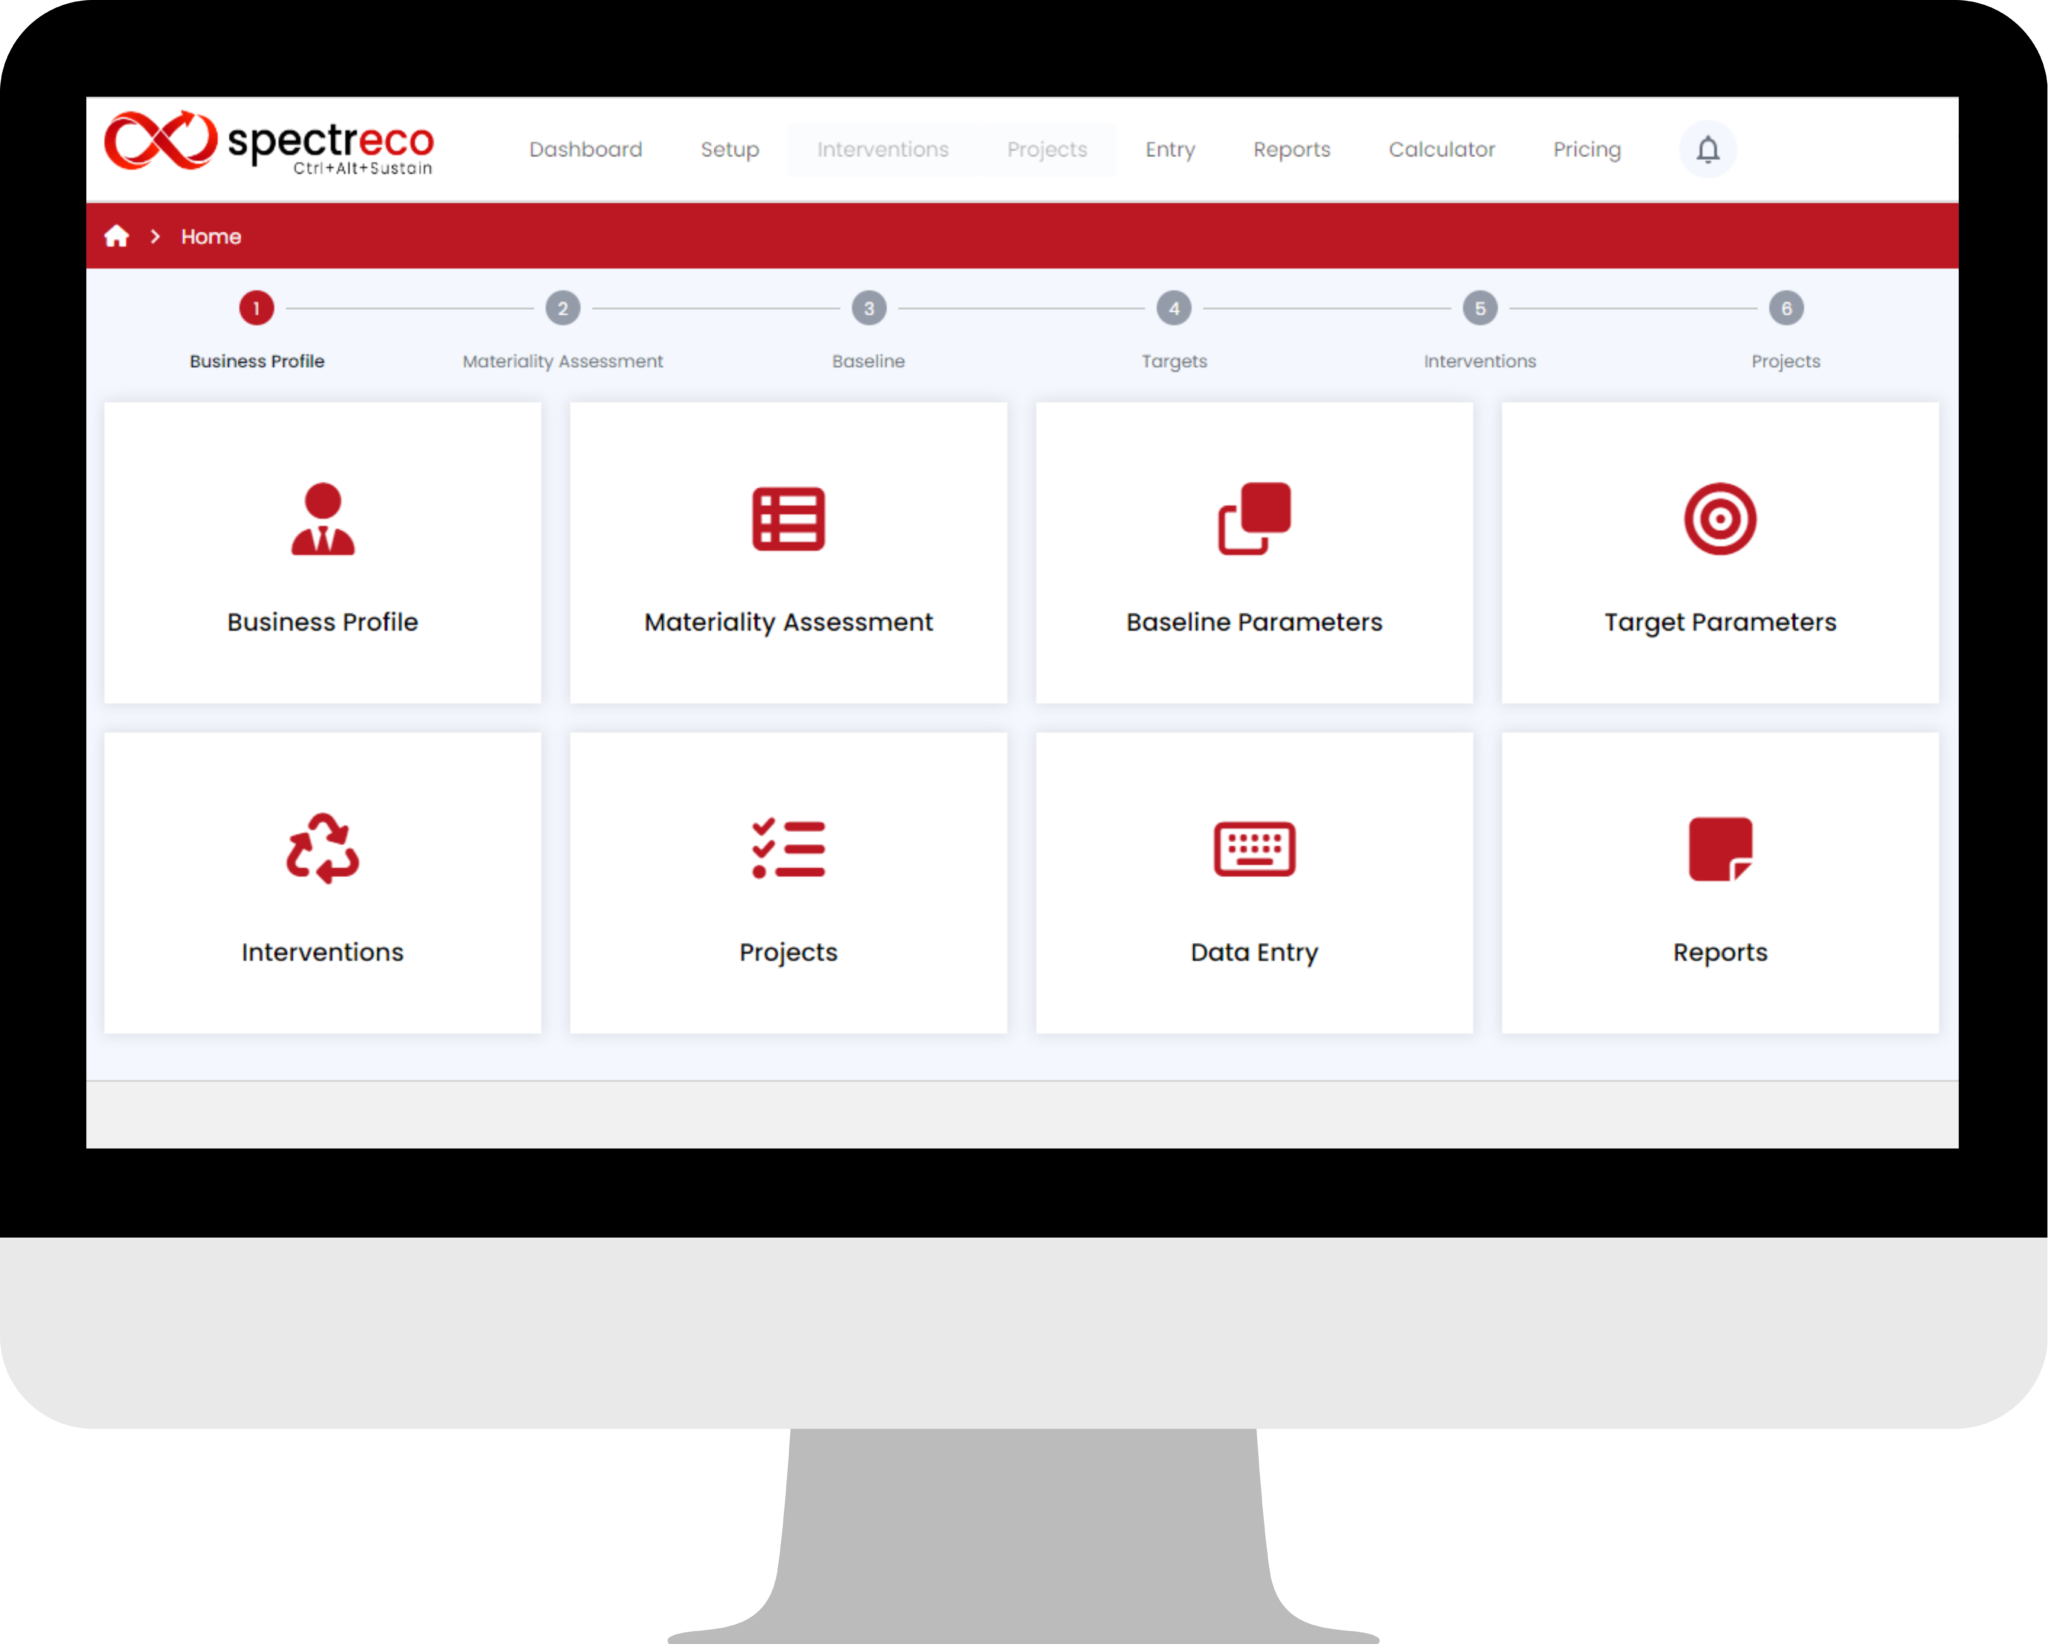 spectreco
Ctrl+Alt+Sustain
Dashboard Setup Interventions Projects Entry Reports Calculator Pricing
> Home
1 2 3 4 5 6
Business Profile Materiality Assessment Baseline Targets Interventions Projects
Business Profile Materiality Assessment Baseline Parameters Target Parameters
Interventions Projects Data Entry Reports